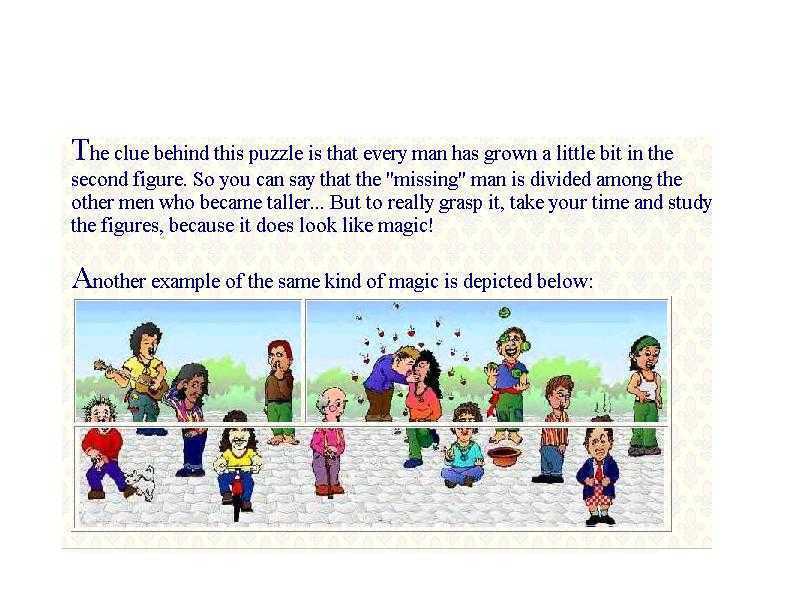 The clue behind this puzzle is that every man has grown a little bit in the
second figure. So you can say that the "missing" man is divided among the
other men who became taller... But to really grasp it, take your time and study
the figures, because it does look like magic!
Another example of the same kind of magic is depicted below: